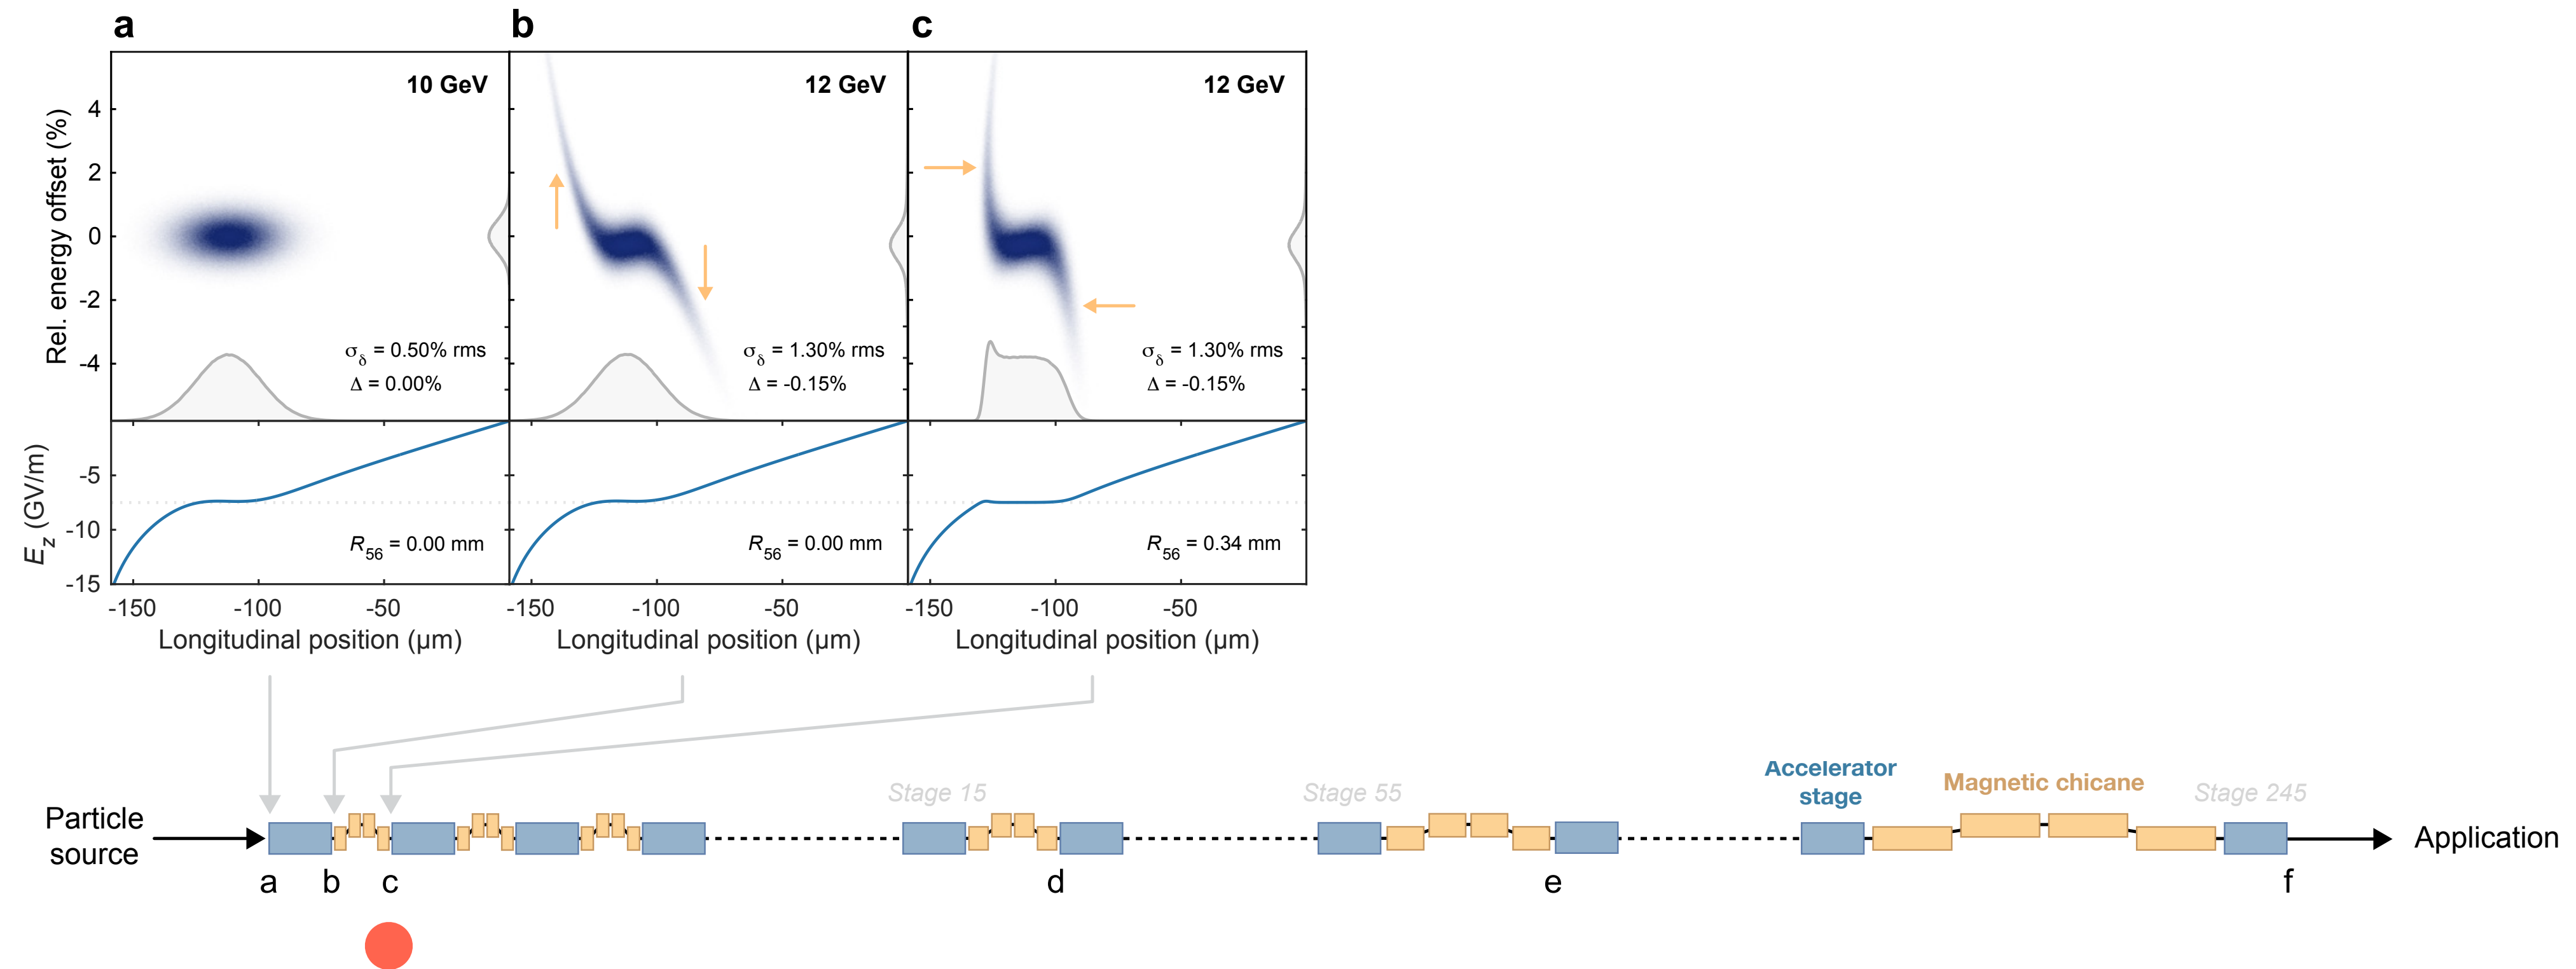 a
b
c
10 GeV
12 GeV
12 GeV
Rel. energy offset (%)
4
2
0
-2
-4
σδ = 0.50% rms
Δ = 0.00%
σδ = 1.30% rms
Δ = -0.15%
σδ = 1.30% rms
Δ = -0.15%
Ez (GV/m)
-5
-10
-15
R56 = 0.00 mm
R56 = 0.00 mm
R56 = 0.34 mm
-150 -100 -50
-150 -100 -50
-150 -100 -50
Longitudinal position (μm)
Longitudinal position (μm)
Longitudinal position (μm)
Particle
source
Stage 15
Stage 55
Accelerator
stage
Magnetic chicane
Stage 245
Application
a
b
c
d
e
f